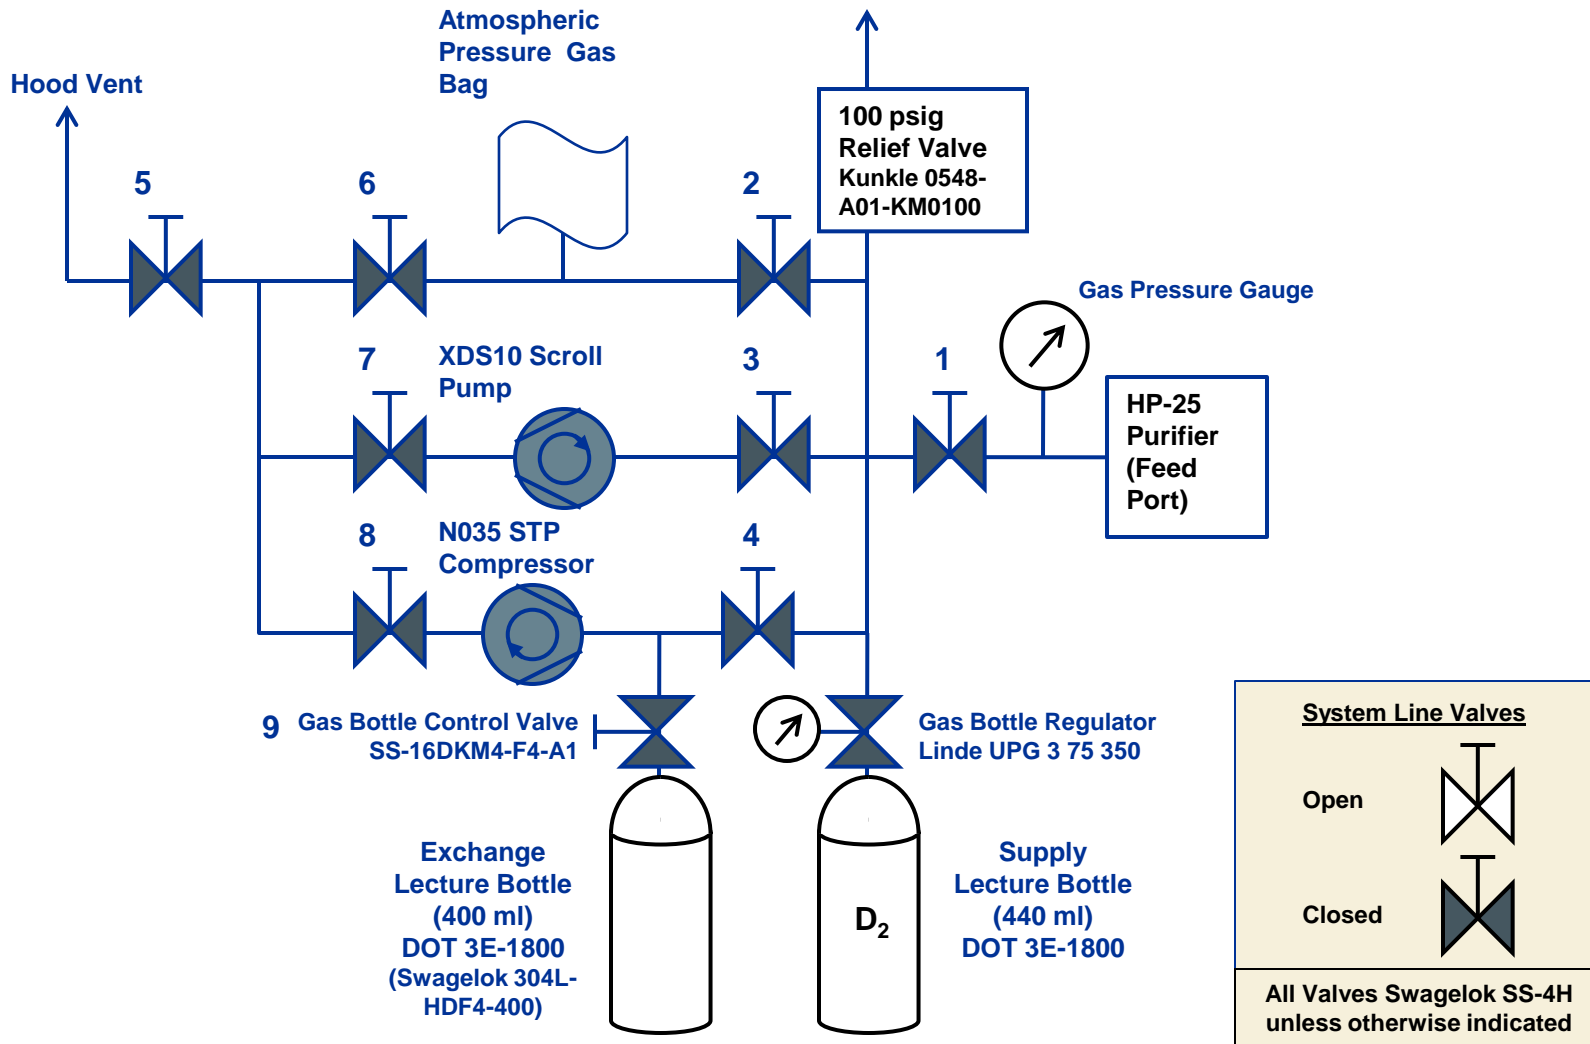 Atmospheric
Pressure Gas
Bag
Hood Vent
100 psig
Relief Valve
Kunkle 0548-
A01-KM0100
5
6
2
Gas Pressure Gauge
7
XDS10 Scroll
Pump
3
1
HP-25
Purifier
(Feed
Port)
8
N035 STP
Compressor
4
9
Gas Bottle Control Valve
SS-16DKM4-F4-A1
Gas Bottle Regulator
Linde UPG 3 75 350
Exchange
Lecture Bottle
(400 ml)
DOT 3E-1800
(Swagelok 304L-
HDF4-400)
D2
Supply
Lecture Bottle
(440 ml)
DOT 3E-1800
System Line Valves
Open
Closed
All Valves Swagelok SS-4H
unless otherwise indicated